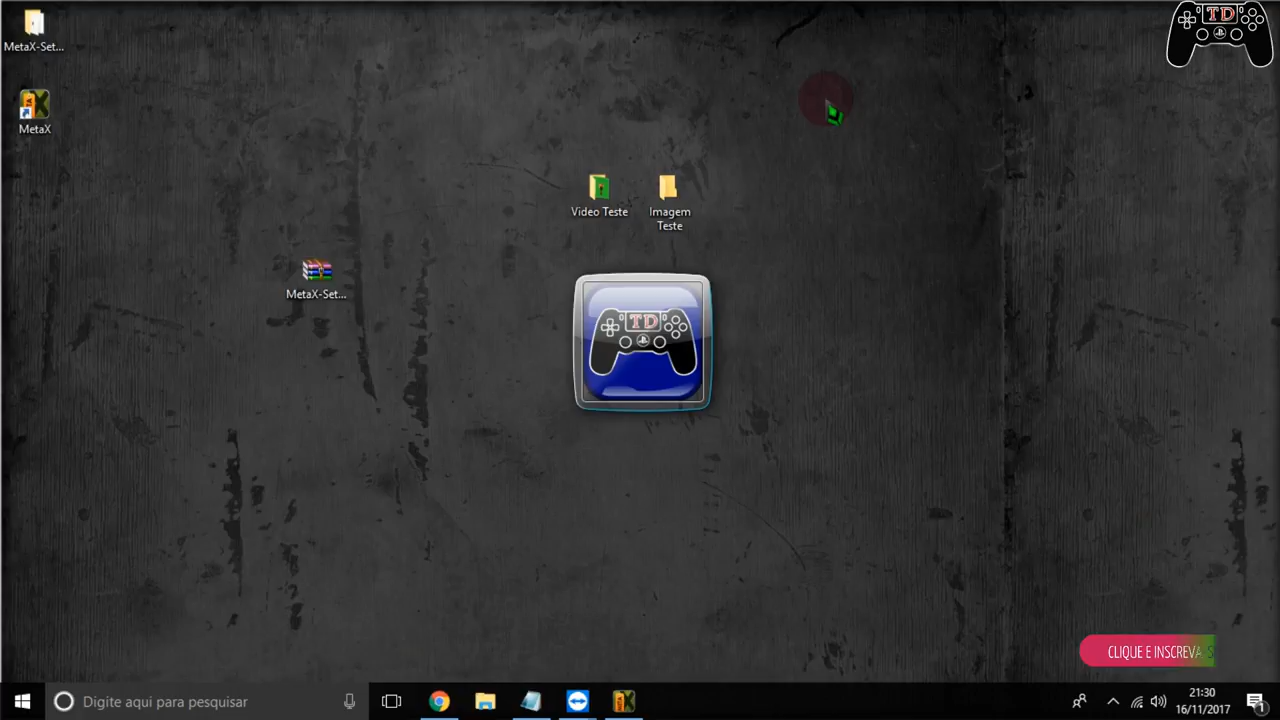 MetaX-Set...
TD
MetaX
Video Teste
Imagem
Teste
MetaX-Set...
TD
CLIQUE E INSCREVA S
Digite aqui para pesquisar
21:30
16/11/2017
1